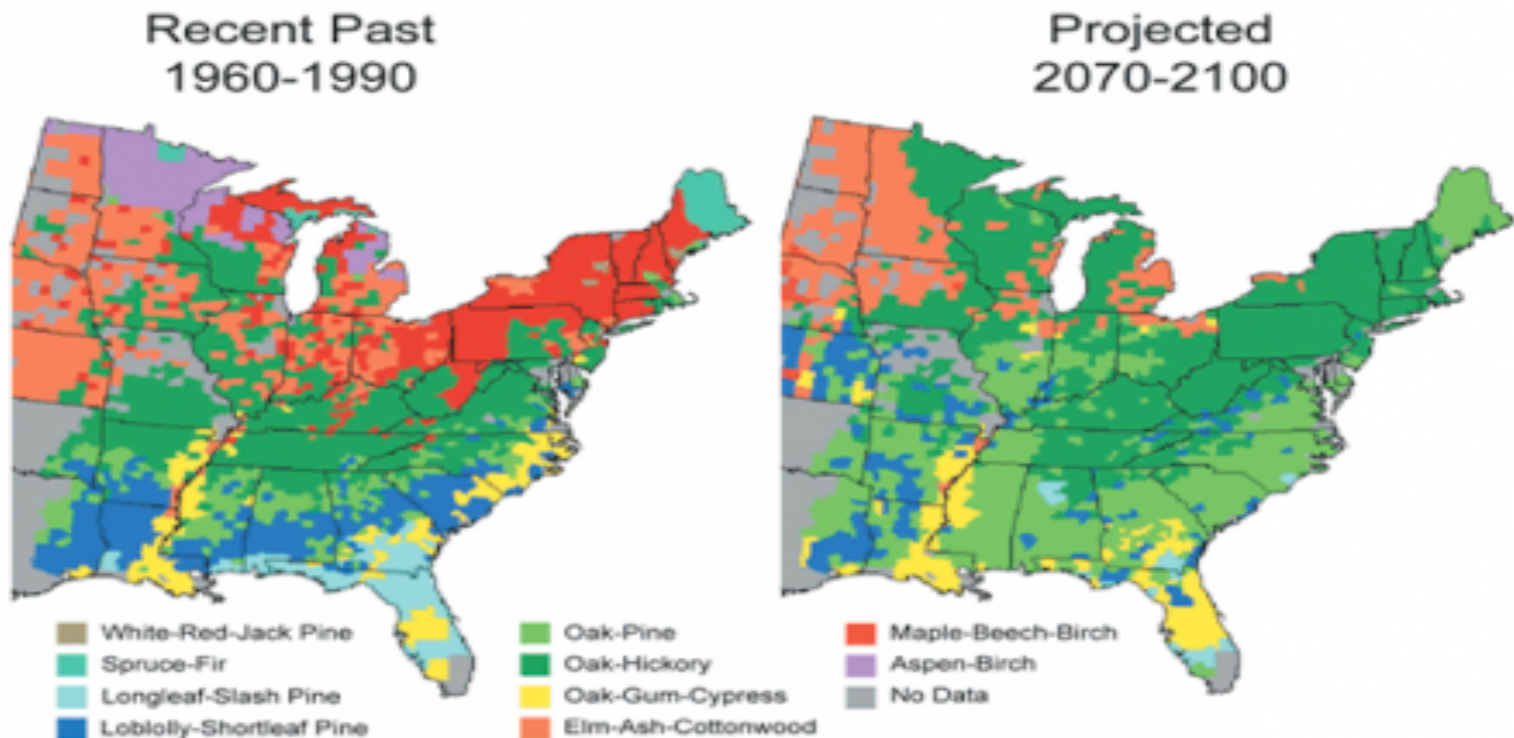 Recent Past
1960-1990
Projected
2070-2100
White-Red-Jack Pine
Spruce-Fir
Longleaf-Slash Pine
Loblolly-Shortleaf Pine
Oak-Pine
Oak-Hickory
Oak-Gum-Cypress
Elm-Ash-Cottonwood
Maple-Beech-Birch
Aspen-Birch
No Data